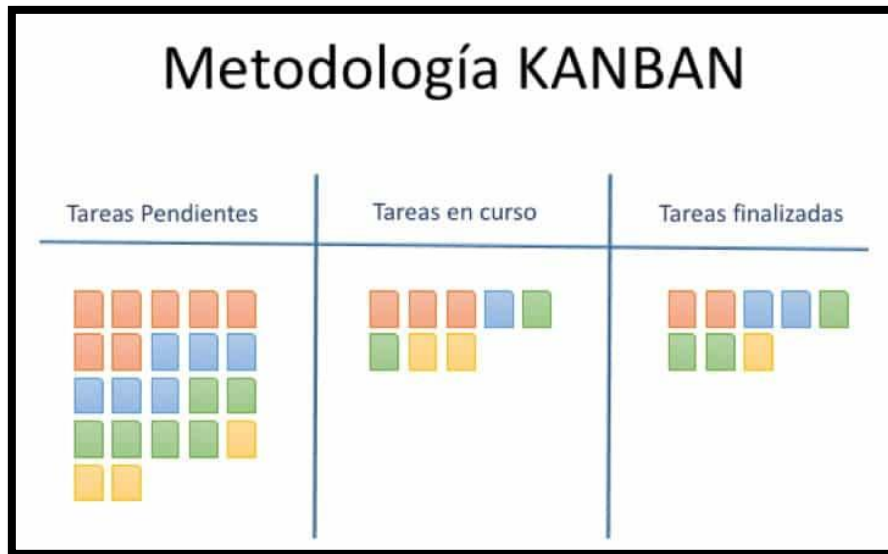 Metodología KANBAN
Tareas Pendientes
Tareas en curso
Tareas finalizadas